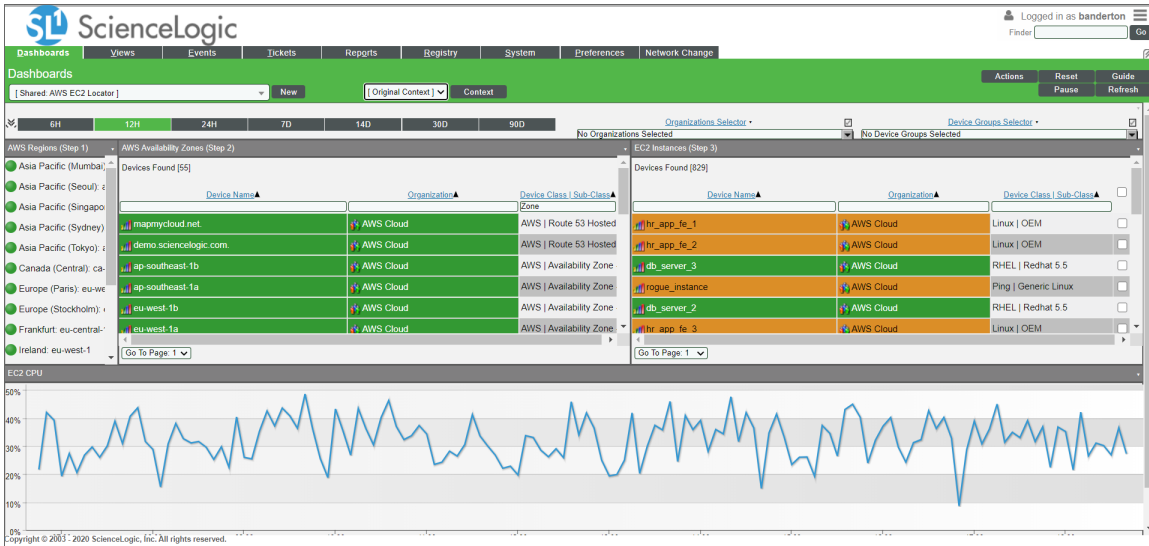 SL1 ScienceLogic
Logged in as banderton
Finder Go
Dashboards Views Events Tickets Reports Registry System Preferences Network Change
Dashboards
Actions Reset Guide
[ Shared: AWS EC2 Locator ] New [ Original Context ] Context
Pause Refresh
6H 12H 24H 7D 14D 30D 90D
Organizations Selector Device Groups Selector
No Organizations Selected No Device Groups Selected
AWS Regions (Step 1)
Asia Pacific (Mumbai)
Asia Pacific (Seoul): a
Asia Pacific (Singapo
Asia Pacific (Sydney)
Asia Pacific (Tokyo): a
Canada (Central): ca-
Europe (Paris): eu-we
Europe (Stockholm):
Frankfurt: eu-central-
Ireland: eu-west-1
AWS Availability Zones (Step 2)
Devices Found [55]
Device Name Organization Device Class | Sub-Class
Zone
mapmycloud.net. AWS Cloud AWS | Route 53 Hosted
demo.sciencelogic.com. AWS Cloud AWS | Route 53 Hosted
ap-southeast-1b AWS Cloud AWS | Availability Zone
ap-southeast-1a AWS Cloud AWS | Availability Zone
eu-west-1b AWS Cloud AWS | Availability Zone
eu-west-1a AWS Cloud AWS | Availability Zone
Go To Page: 1
EC2 Instances (Step 3)
Devices Found [829]
Device Name Organization Device Class | Sub-Class
hr_app_fe_1 AWS Cloud Linux | OEM
hr_app_fe_2 AWS Cloud Linux | OEM
db_server_3 AWS Cloud RHEL | Redhat 5.5
rogue_instance AWS Cloud Ping | Generic Linux
db_server_2 AWS Cloud RHEL | Redhat 5.5
hr_app_fe_3 AWS Cloud Linux | OEM
Go To Page: 1
EC2 CPU
50%
40%
30%
20%
10%
0%
Copyright © 2003 - 2020 ScienceLogic, Inc. All rights reserved.